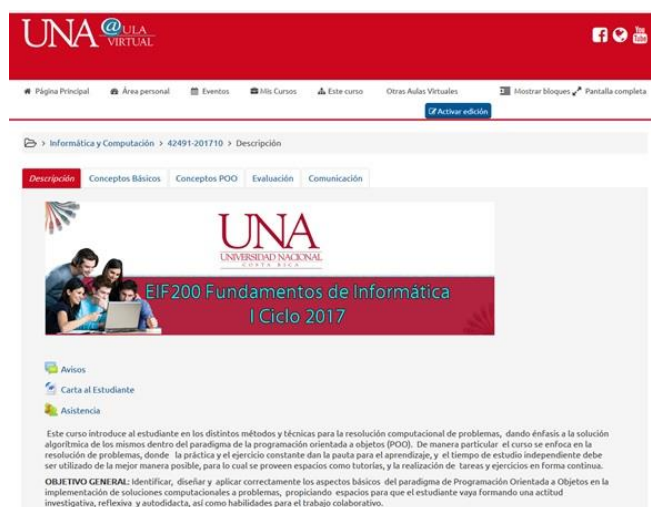 UNA @ULA VIRTUAL
You Tube
Página Principal Área personal Eventos Mis Cursos Este curso Otras Aulas Virtuales Mostrar bloques Pantalla completa
Activar edición
> Informática y Computación > 42491-201710 > Descripción
Descripción Conceptos Básicos Conceptos POO Evaluación Comunicación
UNA
UNIVERSIDAD NACIONAL
COSTA RICA
EIF200 Fundamentos de Informática
I Ciclo 2017
Avisos
Carta al Estudiante
Asistencia
Este curso introduce al estudiante en los distintos métodos y técnicas para la resolución computacional de problemas, dando énfasis a la solución
algorítmica de los mismos dentro del paradigma de la programación orientada a objetos (POO). De manera particular el curso se enfoca en la
resolución de problemas, donde la práctica y el ejercicio constante dan la pauta para el aprendizaje, y el tiempo de estudio independiente debe
ser utilizado de la mejor manera posible, para lo cual se proveen espacios como tutorías, y la realización de tareas y ejercicios en forma continua.
OBJETIVO GENERAL: Identificar, diseñar y aplicar correctamente los aspectos básicos del paradigma de Programación Orientada a Objetos en la
implementación de soluciones computacionales a problemas, propiciando espacios para que el estudiante vaya formando una actitud
investigativa, reflexiva y autodidacta, así como habilidades para el trabajo colaborativo.